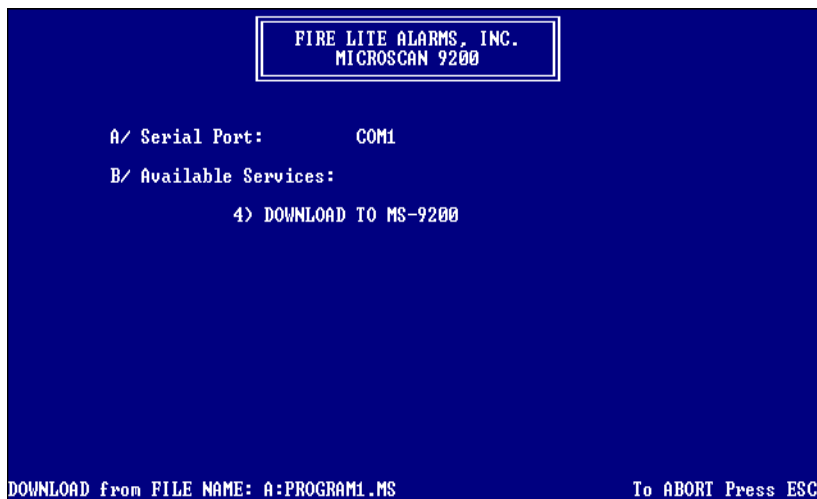 FIRE LITE ALARMS, INC.
MICROSCAN 9200
A/ Serial Port: COM1
B/ Available Services:
4) DOWNLOAD TO MS-9200
DOWNLOAD from FILE NAME: A:PROGRAM1.MS To ABORT Press ESC